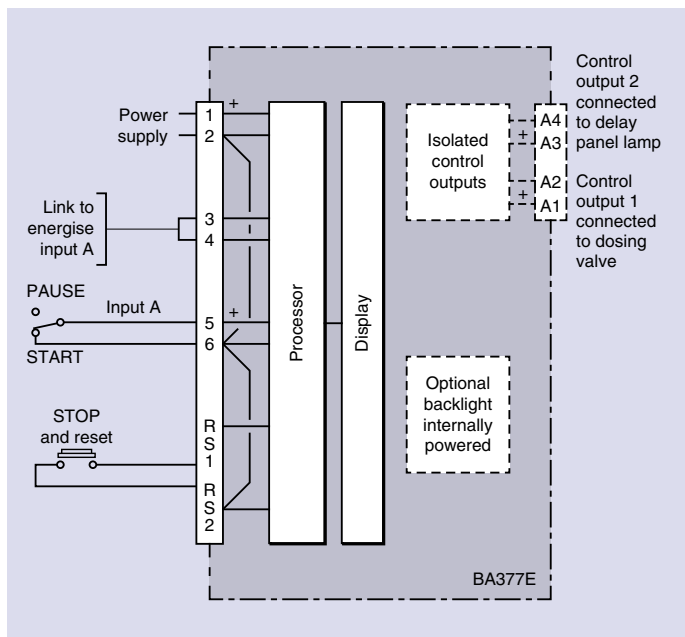 Power
supply
1
+
2
Link to
energise
input A
3
4
PAUSE
START
Input A
5
+
6
STOP
and reset
R
S
1
R
S
2
Processor
Display
Isolated
control
outputs
+
+
A4
A3
A2
A1
Control
output 2
connected
to delay
panel lamp
Control
output 1
connected
to dosing
valve
Optional
backlight
internally
powered
BA377E